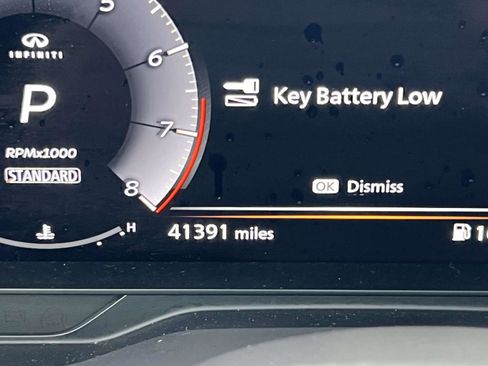 5
6
INFINITI
P
Key Battery Low
7
RPMx1000
STANDARD
8
OK Dismiss
H
41391 miles